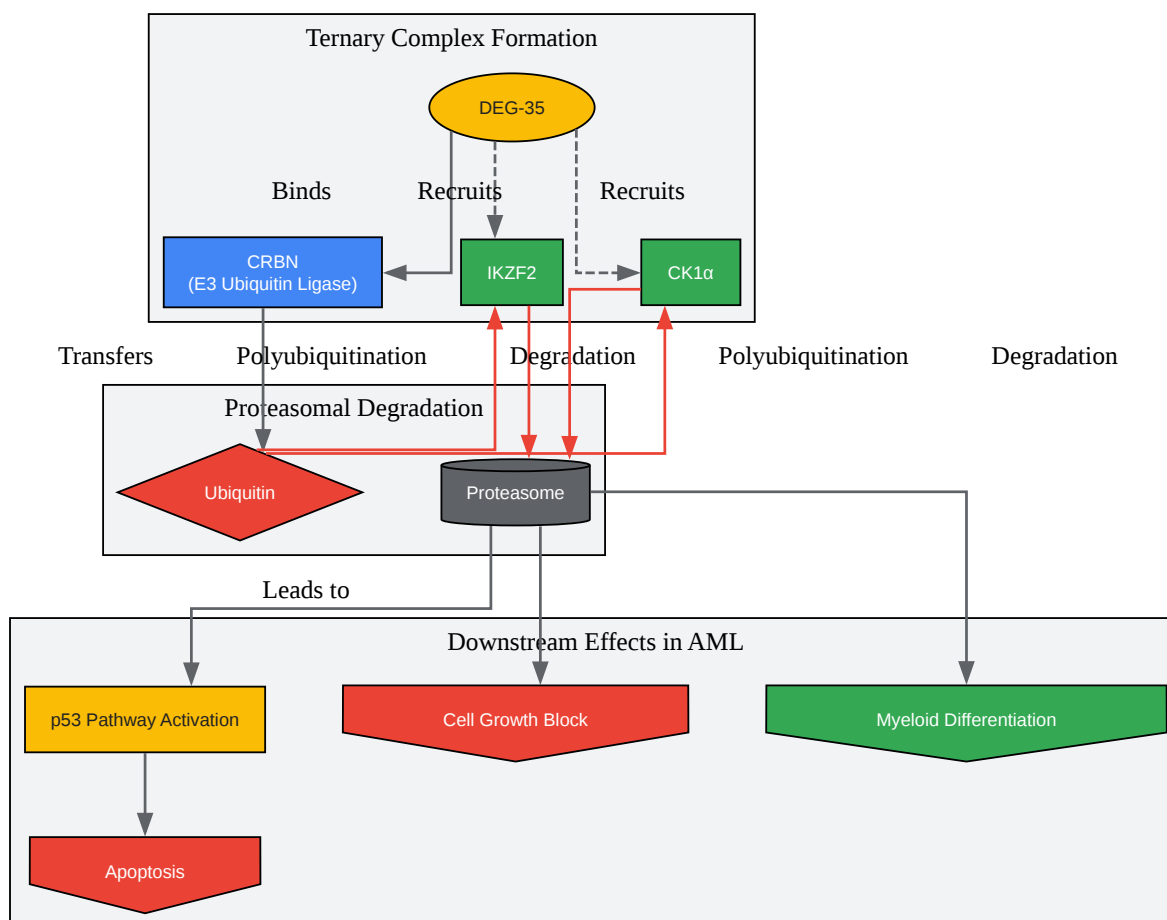 Ternary Complex Formation
DEG-35
Binds
Recruits
Recruits
CRBN
(E3 Ubiquitin Ligase)
IKZF2
CK1α
Transfers
Polyubiquitination
Degradation
Polyubiquitination
Degradation
Proteasomal Degradation
Ubiquitin
Proteasome
Leads to
Downstream Effects in AML
p53 Pathway Activation
Cell Growth Block
Myeloid Differentiation
Apoptosis